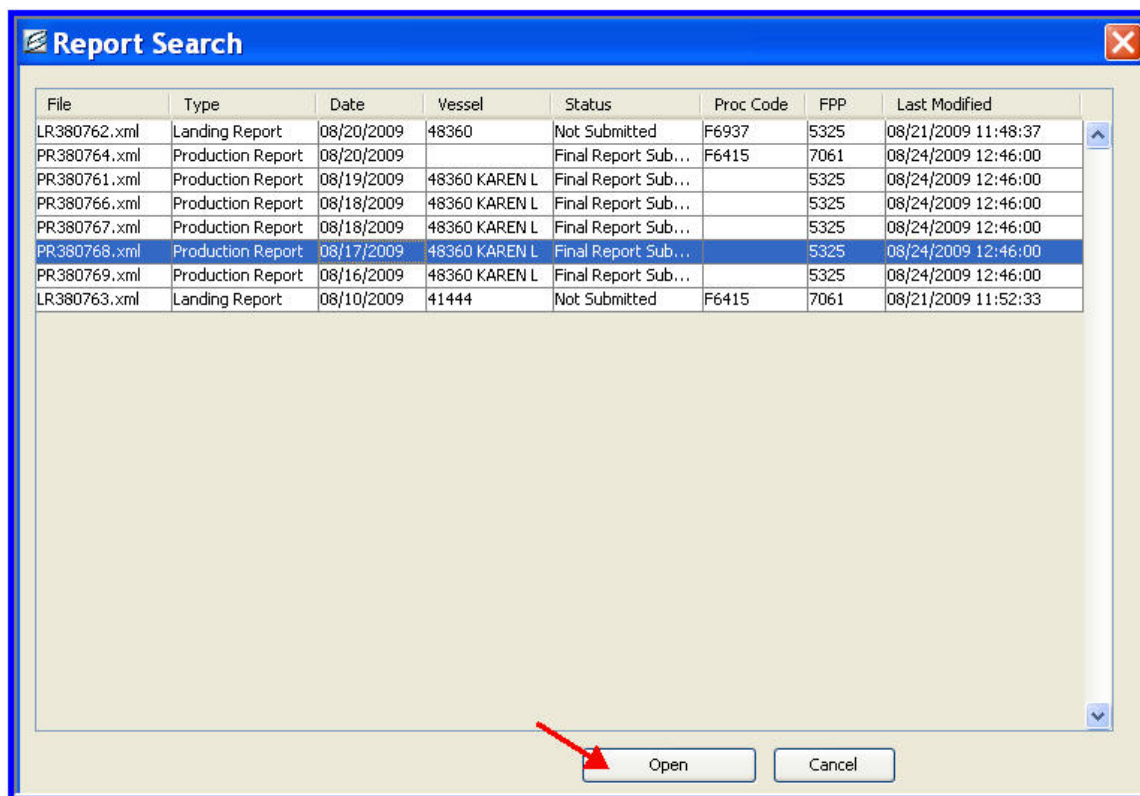 Report Search
File Type Date Vessel Status Proc Code FPP Last Modified
LR380762.xml Landing Report 08/20/2009 48360 Not Submitted F6937 5325 08/21/2009 11:48:37
PR380764.xml Production Report 08/20/2009 Final Report Sub... F6415 7061 08/24/2009 12:46:00
PR380761.xml Production Report 08/19/2009 48360 KAREN L Final Report Sub... 5325 08/24/2009 12:46:00
PR380766.xml Production Report 08/18/2009 48360 KAREN L Final Report Sub... 5325 08/24/2009 12:46:00
PR380767.xml Production Report 08/18/2009 48360 KAREN L Final Report Sub... 5325 08/24/2009 12:46:00
PR380768.xml Production Report 08/17/2009 48360 KAREN L Final Report Sub... 5325 08/24/2009 12:46:00
PR380769.xml Production Report 08/16/2009 48360 KAREN L Final Report Sub... 5325 08/24/2009 12:46:00
LR380763.xml Landing Report 08/10/2009 41444 Not Submitted F6415 7061 08/21/2009 11:52:33
Open Cancel